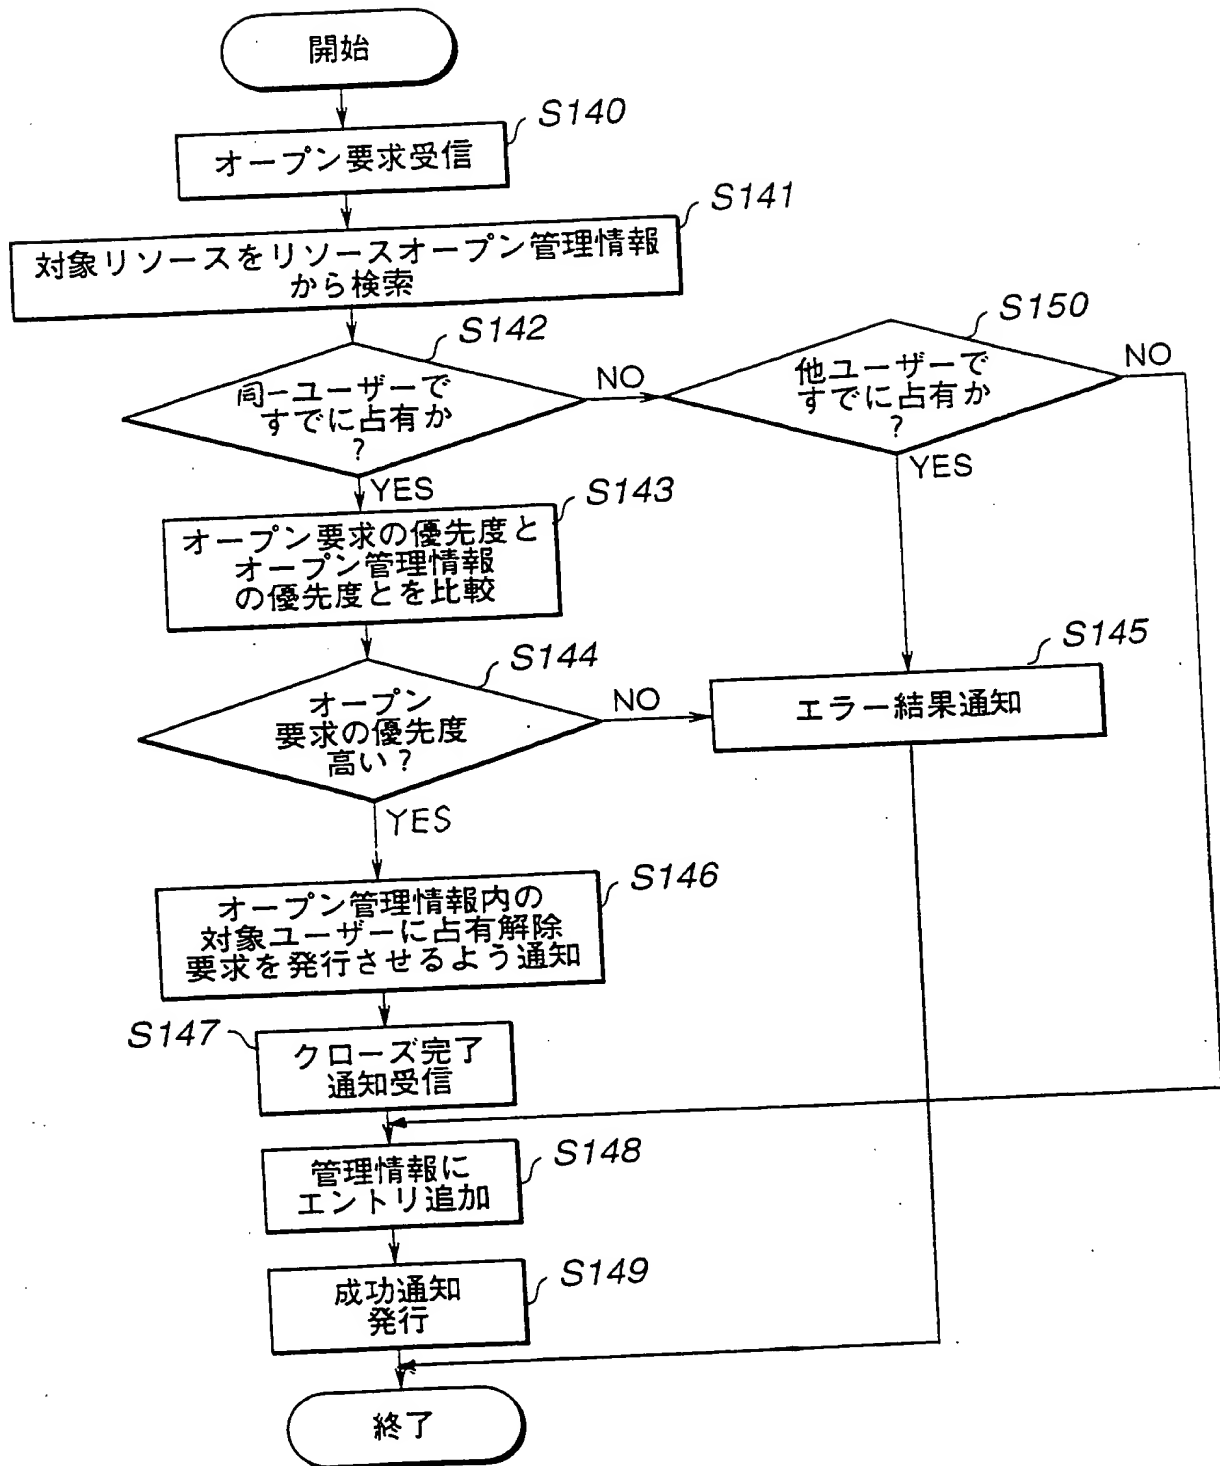 開始
S140
オープン要求受信
S141
対象リソースをリソースオープン管理情報
から検索
S142
同一ユーザーで
すでに占有か
?
NO
S150
他ユーザーで
すでに占有か
?
NO
YES
YES
S143
オープン要求の優先度と
オープン管理情報
の優先度とを比較
S144
オープン
要求の優先度
高い?
NO
S145
エラー結果通知
YES
S146
オープン管理情報内の
対象ユーザーに占有解除
要求を発行させるよう通知
S147
クローズ完了
通知受信
S148
管理情報に
エントリ追加
S149
成功通知
発行
終了